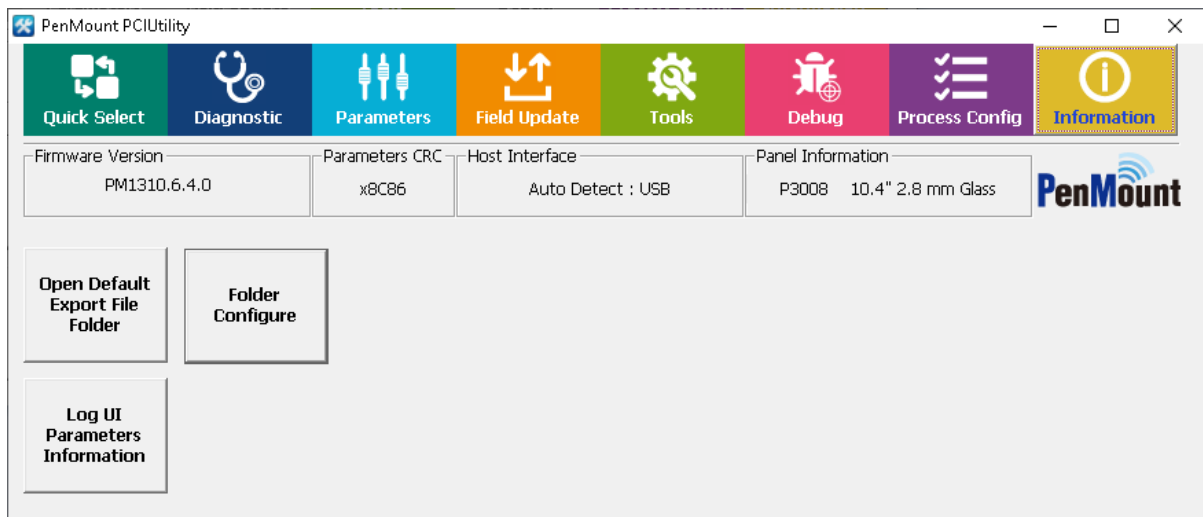 PenMount PCIUtility
Quick Select
Diagnostic
Parameters
Field Update
Tools
Debug
Process Config
Information
Firmware Version
PM1310.6.4.0
Parameters CRC
x8C86
Host Interface
Auto Detect : USB
Panel Information
P3008 10.4" 2.8 mm Glass
PenMount
Open Default
Export File
Folder
Folder
Configure
Log UI
Parameters
Information